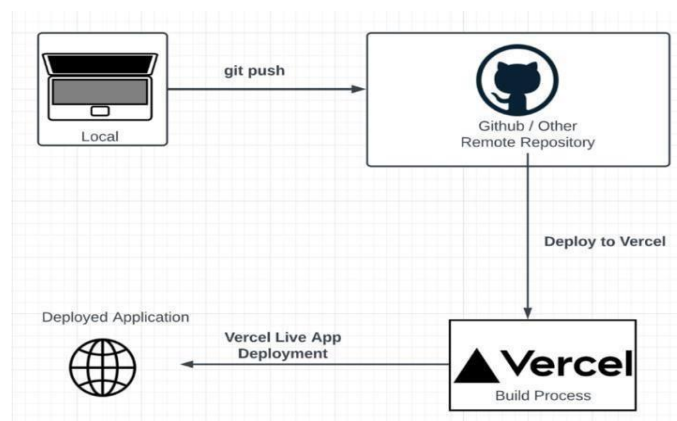 git push
Local
Github / Other
Remote Repository
Deploy to Vercel
Deployed Application
Vercel Live App
Deployment
Vercel
Build Process